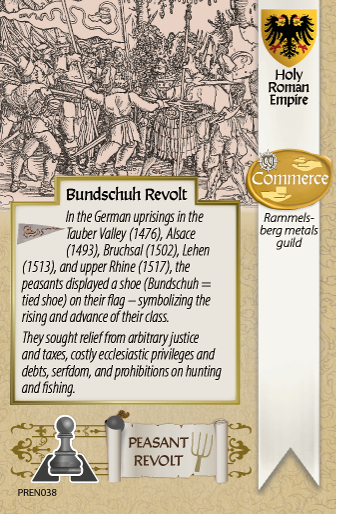 Holy
Roman
Empire
Commerce
Rammels-
berg metals
guild
Bundschuh Revolt
In the German uprisings in the
Tauber Valley (1476), Alsace
(1493), Bruchsal (1502), Lehen
(1513), and upper Rhine (1517), the
peasants displayed a shoe (Bundschuh =
tied shoe) on their flag – symbolizing the
rising and advance of their class.
They sought relief from arbitrary justice
and taxes, costly ecclesiastic privileges and
debts, serfdom, and prohibitions on hunting
and fishing.
PEASANT
REVOLT
PREN038